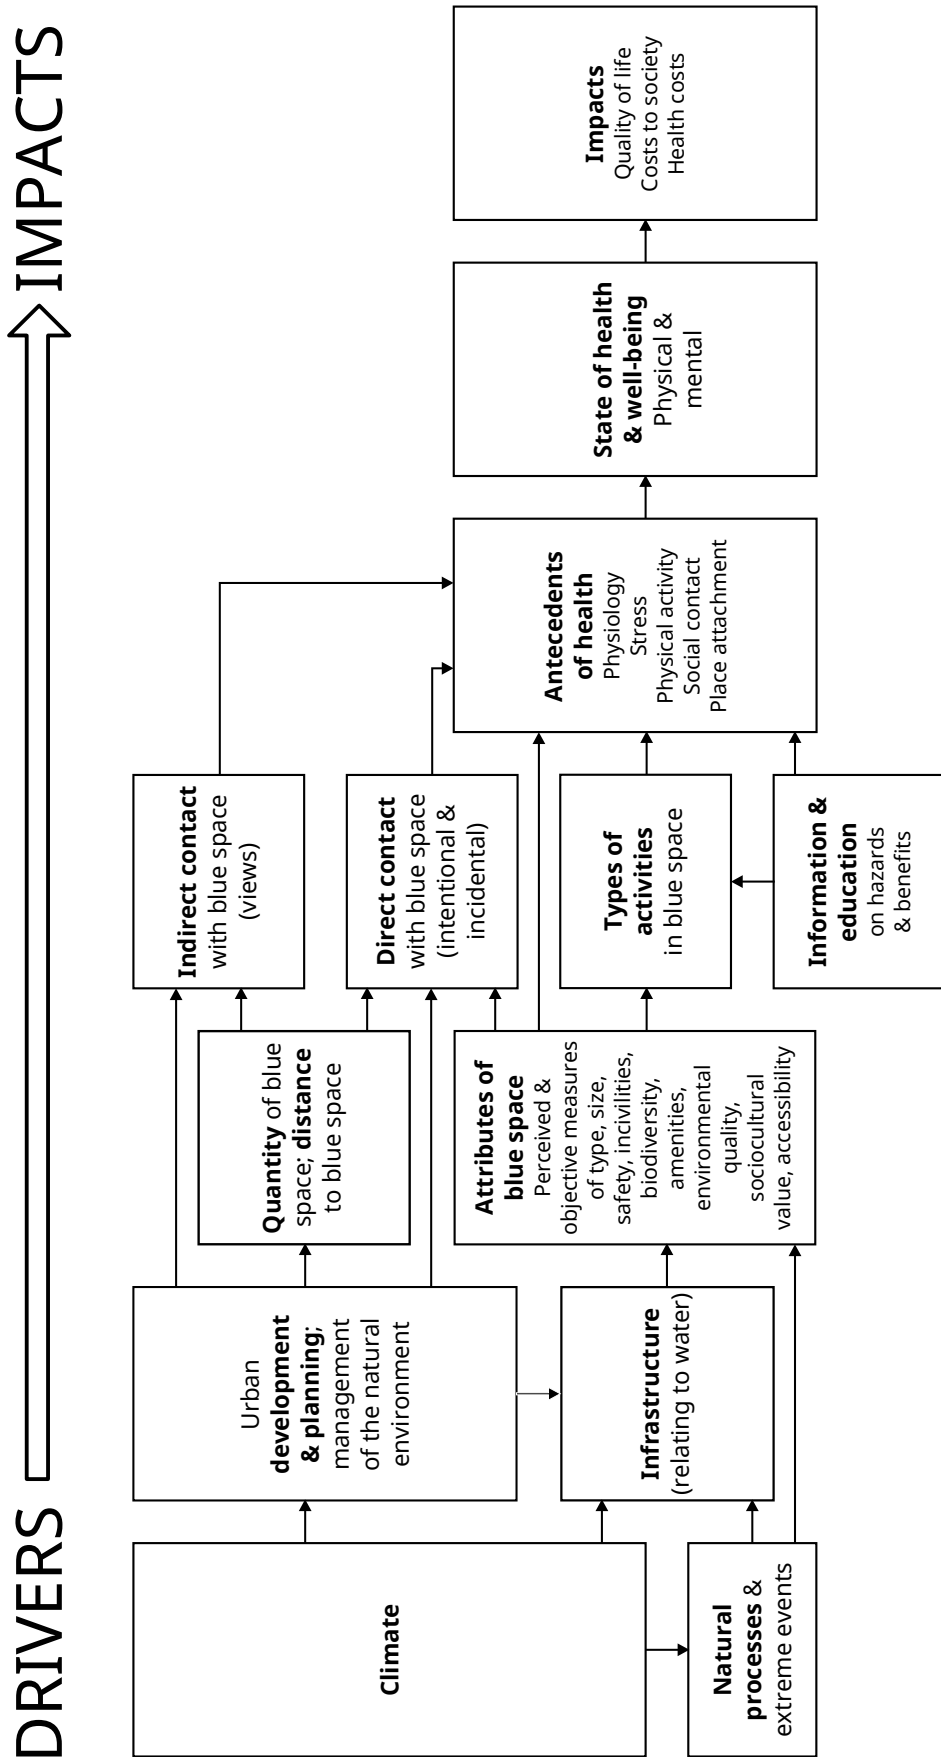 DRIVERS
IMPACTS
Climate
Natural
processes &
extreme events
Urban
development
& planning;
management
of the natural
environment
Infrastructure
(relating to water)
Quantity of blue
space; distance
to blue space
Attributes of
blue space
Perceived &
objective measures
of type, size,
safety, incivilities,
biodiversity,
amenities,
environmental
quality,
sociocultural
value, accessibility
Indirect contact
with blue space
(views)
Direct contact
with blue space
(intentional &
incidental)
Types of
activities
in blue space
Information &
education
on hazards
& benefits
Antecedents
of health
Physiology
Stress
Physical activity
Social contact
Place attachment
State of health
& well-being
Physical &
mental
Impacts
Quality of life
Costs to society
Health costs